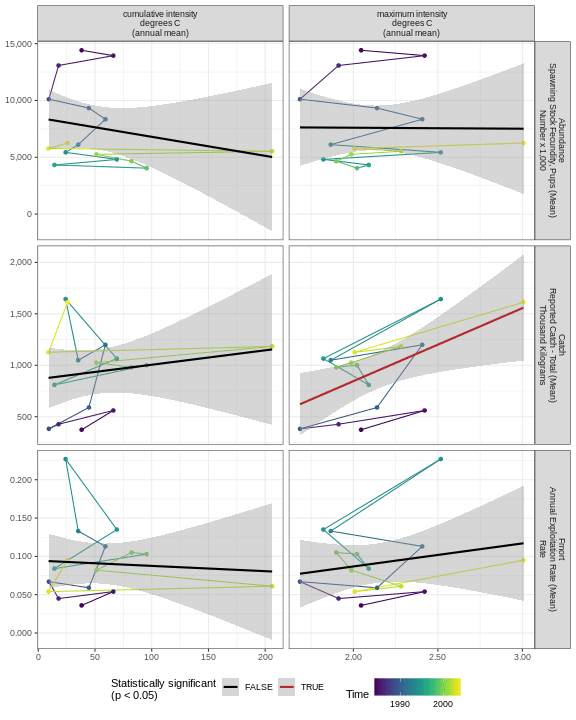 cumulative intensity
degrees C
(annual mean)
maximum intensity
degrees C
(annual mean)
15,000
10,000
5,000
0
Abundance
Spawning Stock Fecundity, Pups (Mean)
Number x 1,000
2,000
1,500
1,000
500
Catch
Reported Catch - Total (Mean)
Thousand kilograms
0.200
0.150
0.100
0.050
0.000
Fmort
Annual Exploitation Rate (Mean)
Rate
0
50
100
150
200
2.00
2.50
3.00
Statistically significant
(p < 0.05)
FALSE
TRUE
Time
1990
2000